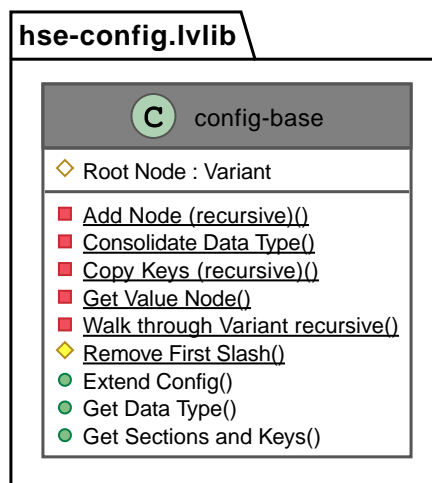 hse-config.lvlib
C config-base
Root Node : Variant
Add Node (recursive)()
Consolidate Data Type()
Copy Keys (recursive)()
Get Value Node()
Walk through Variant recursive()
Remove First Slash()
Extend Config()
Get Data Type()
Get Sections and Keys()